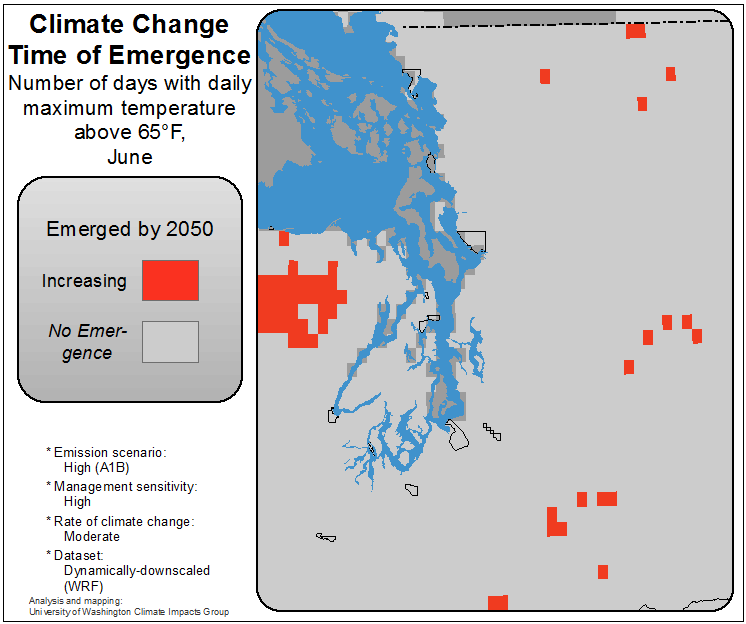 Climate Change
Time of Emergence
Number of days with daily
maximum temperature
above 65°F,
June
Emerged by 2050
Increasing
No Emer-
gence
* Emission scenario:
High (A1B)
* Management sensitivity:
High
* Rate of climate change:
Moderate
* Dataset:
Dynamically-downscaled
(WRF)
Analysis and mapping:
University of Washington Climate Impacts Group